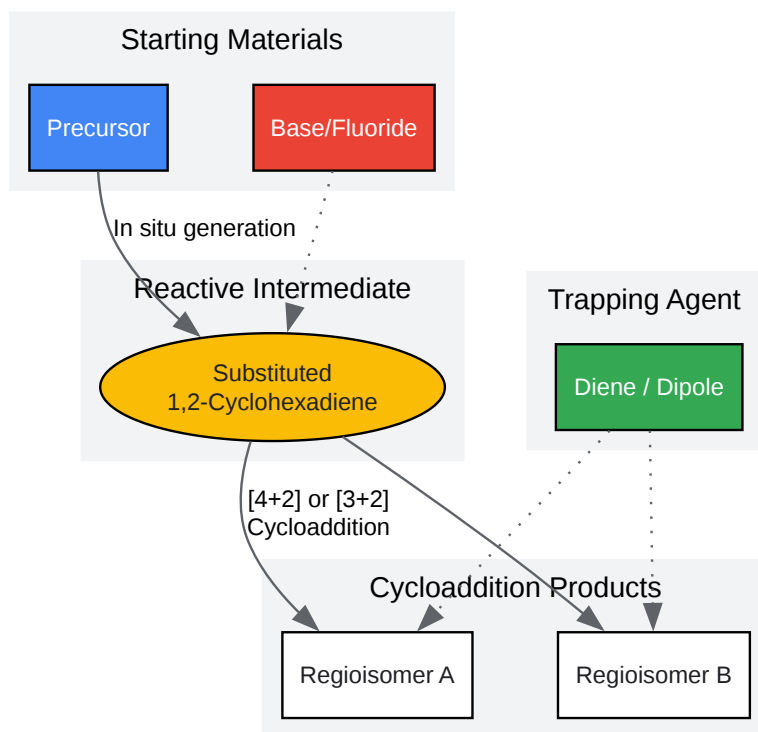 Starting Materials
Precursor
Base/Fluoride
In situ generation
Reactive Intermediate
Trapping Agent
Substituted
1,2-Cyclohexadiene
Diene / Dipole
[4+2] or [3+2]
Cycloaddition
Cycloaddition Products
Regioisomer A
Regioisomer B